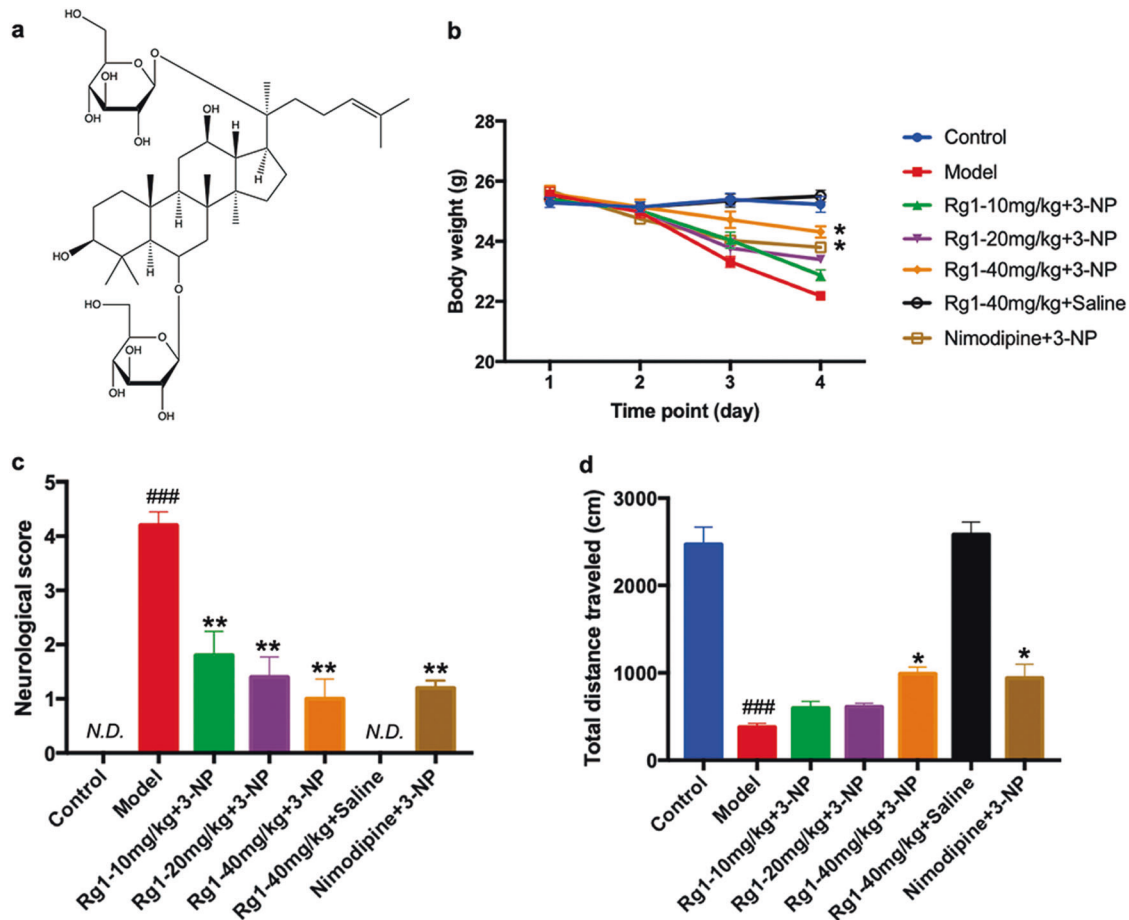 a
HO
O
O
OH
OH
OH
OH
OH
H
H
H
H
HO
O
HO
O
OH
OH
OH
b
Body weight (g)
28
26
24
22
20
1 2 3 4
Time point (day)
*
*
Control
Model
Rg1-10mg/kg+3-NP
Rg1-20mg/kg+3-NP
Rg1-40mg/kg+3-NP
Rg1-40mg/kg+Saline
Nimodipine+3-NP
c
Neurological score
5
4
3
2
1
0
N.D.
###
**
**
**
N.D.
**
Control
Model
Rg1-10mg/kg+3-NP
Rg1-20mg/kg+3-NP
Rg1-40mg/kg+3-NP
Rg1-40mg/kg+Saline
Nimodipine+3-NP
d
Total distance traveled (cm)
3000
2000
1000
0
###
*
*
Control
Model
Rg1-10mg/kg+3-NP
Rg1-20mg/kg+3-NP
Rg1-40mg/kg+3-NP
Rg1-40mg/kg+Saline
Nimodipine+3-NP